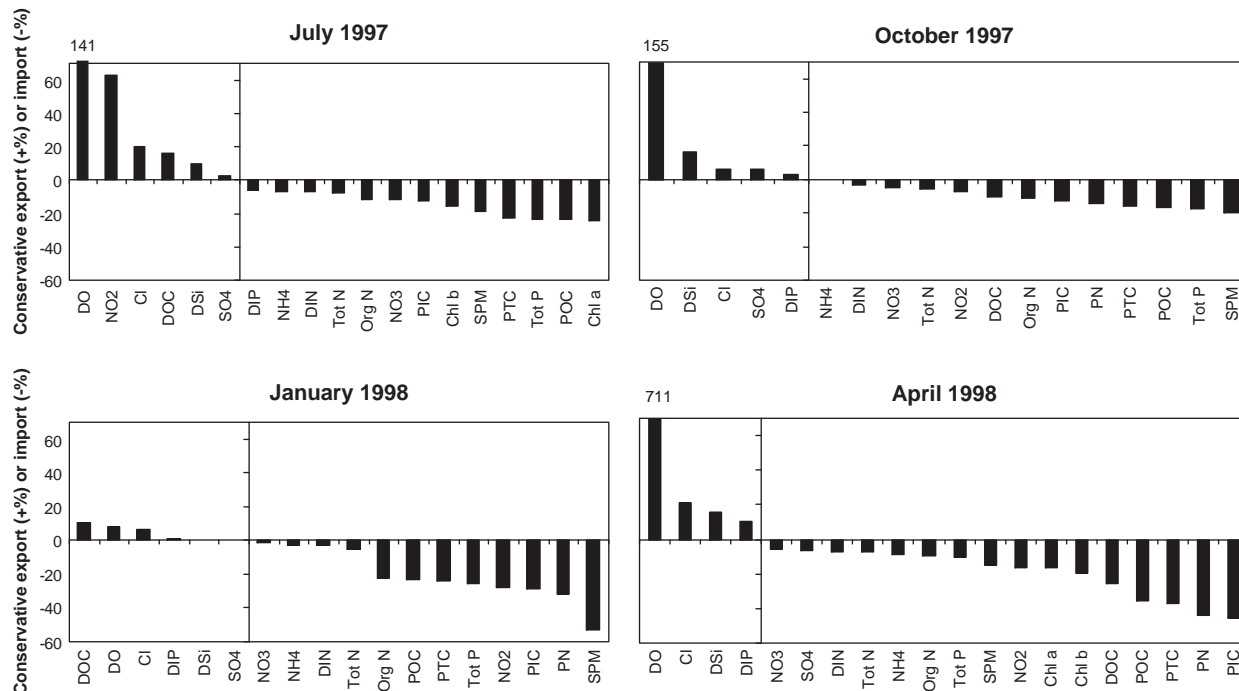 July 1997
141
Conservative export (+%) or import (-%)
60
40
20
0
-20
-40
-60
DO
NO2
Cl
DOC
DSi
SO4
DIP
NH4
DIN
Tot N
Org N
NO3
PIC
Chl b
SPM
PTC
Tot P
POC
Chl a
October 1997
155
DO
DSi
Cl
SO4
DIP
NH4
DIN
NO3
Tot N
NO2
DOC
Org N
PIC
PN
PTC
POC
Tot P
SPM
January 1998
Conservative export (+%) or import (-%)
60
40
20
0
-20
-40
-60
DOC
DO
Cl
DIP
DSi
SO4
NO3
NH4
DIN
Tot N
Org N
POC
PTC
Tot P
NO2
PIC
PN
SPM
April 1998
711
DO
Cl
DSi
DIP
NO3
SO4
DIN
Tot N
NH4
Org N
Tot P
SPM
NO2
Chl a
Chl b
DOC
POC
PTC
PN
PIC